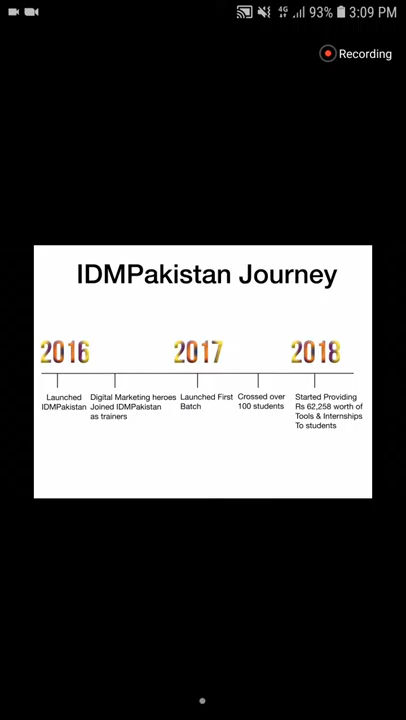 4G 93% 3:09 PM
Recording
IDMPakistan Journey
2016 2017 2018
Launched
IDMPakistan
Digital Marketing heroes
Joined IDMPakistan
as trainers
Launched First
Batch
Crossed over
100 students
Started Providing
Rs 62,258 worth of
Tools & Internships
To students